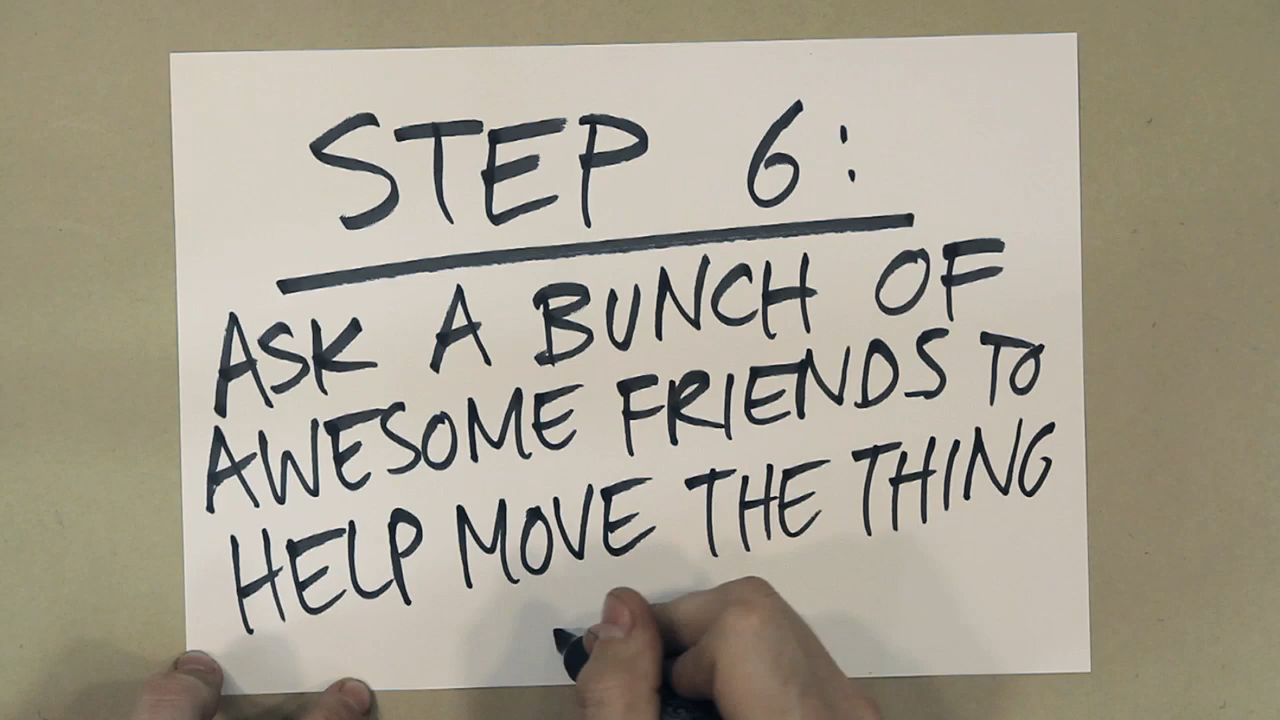 STEP 6:
ASK A BUNCH OF
AWESOME FRIENDS TO
HELP MOVE THE THING